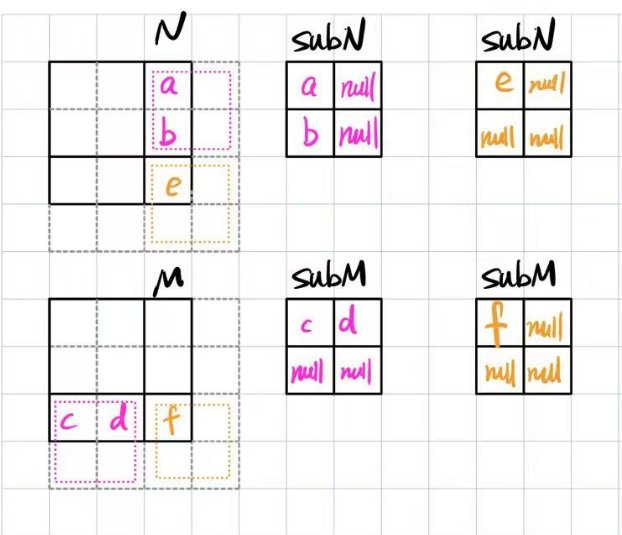 N subN subN
a a null e null
b b null null null
e
M subM subM
c d f null
null null null null
c d f